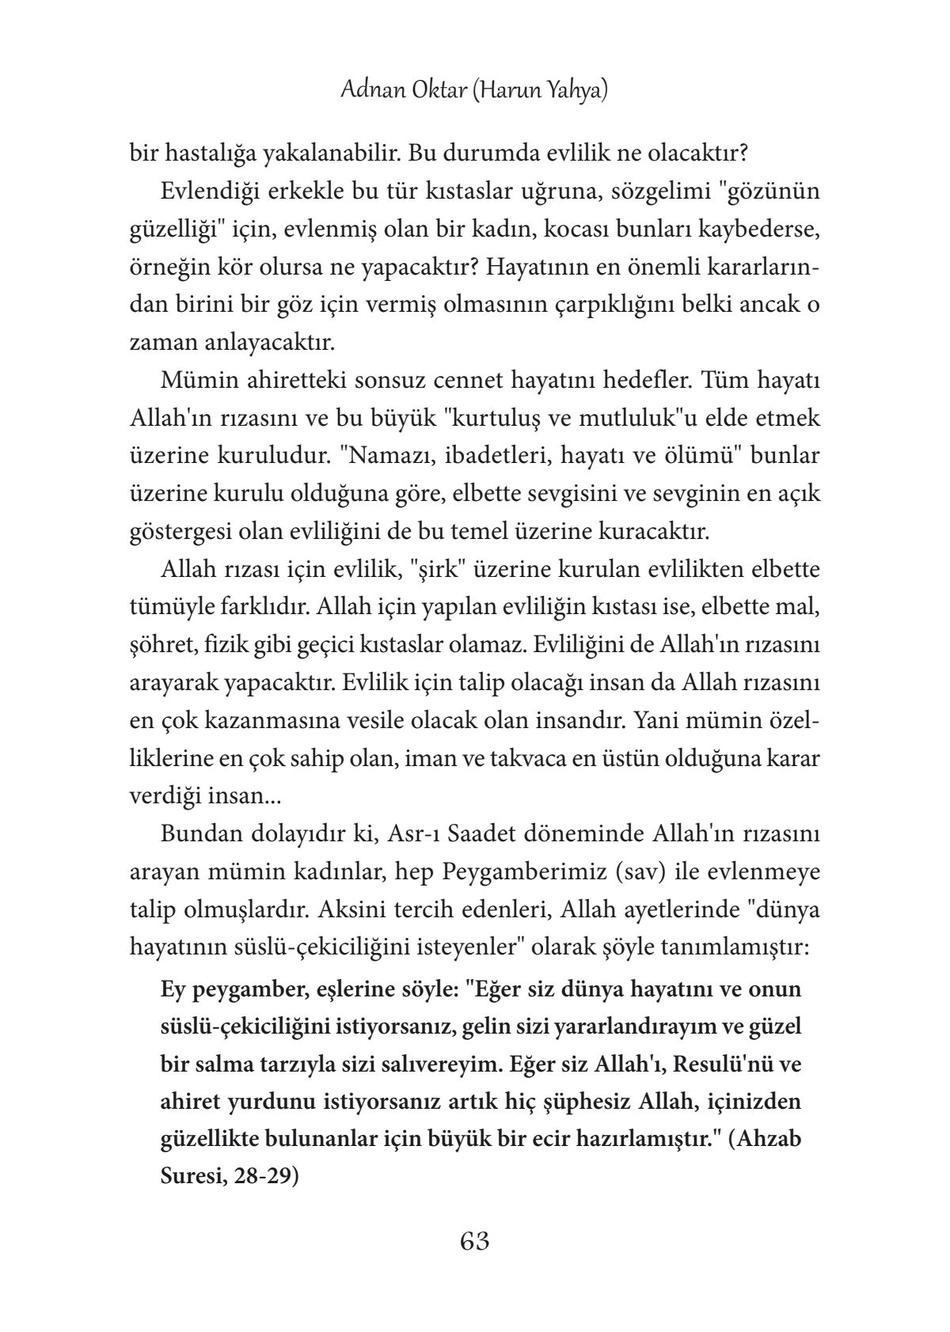 Adnan Oktar (Harun Yahya)
bir hastalığa yakalanabilir. Bu durumda evlilik ne olacaktır?
Evlendiği erkekle bu tür kıstaslar uğruna, sözgelimi "gözünün
güzelliği" için, evlenmiş olan bir kadın, kocası bunları kaybederse,
örneğin kör olursa ne yapacaktır? Hayatının en önemli kararların-
dan birini bir göz için vermiş olmasının çarpıklığını belki ancak o
zaman anlayacaktır.
Mümin ahiretteki sonsuz cennet hayatını hedefler. Tüm hayatı
Allah'ın rızasını ve bu büyük "kurtuluş ve mutluluk"u elde etmek
üzerine kuruludur. "Namazı, ibadetleri, hayatı ve ölümü" bunlar
üzerine kurulu olduğuna göre, elbette sevgisini ve sevginin en açık
göstergesi olan evliliğini de bu temel üzerine kuracaktır.
Allah rızası için evlilik, "şirk" üzerine kurulan evlilikten elbette
tümüyle farklıdır. Allah için yapılan evliliğin kıstası ise, elbette mal,
şöhret, fizik gibi geçici kıstaslar olamaz. Evliliğini de Allah'ın rızasını
arayarak yapacaktır. Evlilik için talip olacağı insan da Allah rızasını
en çok kazanmasına vesile olacak olan insandır. Yani mümin özel-
liklerine en çok sahip olan, iman ve takvaca en üstün olduğuna karar
verdiği insan...
Bundan dolayıdır ki, Asr-ı Saadet döneminde Allah'ın rızasını
arayan mümin kadınlar, hep Peygamberimiz (sav) ile evlenmeye
talip olmuşlardır. Aksini tercih edenleri, Allah ayetlerinde "dünya
hayatının süslü-çekiciliğini isteyenler" olarak şöyle tanımlamıştır:
Ey peygamber, eşlerine söyle: "Eğer siz dünya hayatını ve onun
süslü-çekiciliğini istiyorsanız, gelin sizi yararlandırayım ve güzel
bir salma tarzıyla sizi salıvereyim. Eğer siz Allah'ı, Resulü'nü ve
ahiret yurdunu istiyorsanız artık hiç şüphesiz Allah, içinizden
güzellikte bulunanlar için büyük bir ecir hazırlamıştır." (Ahzab
Suresi, 28-29)
63